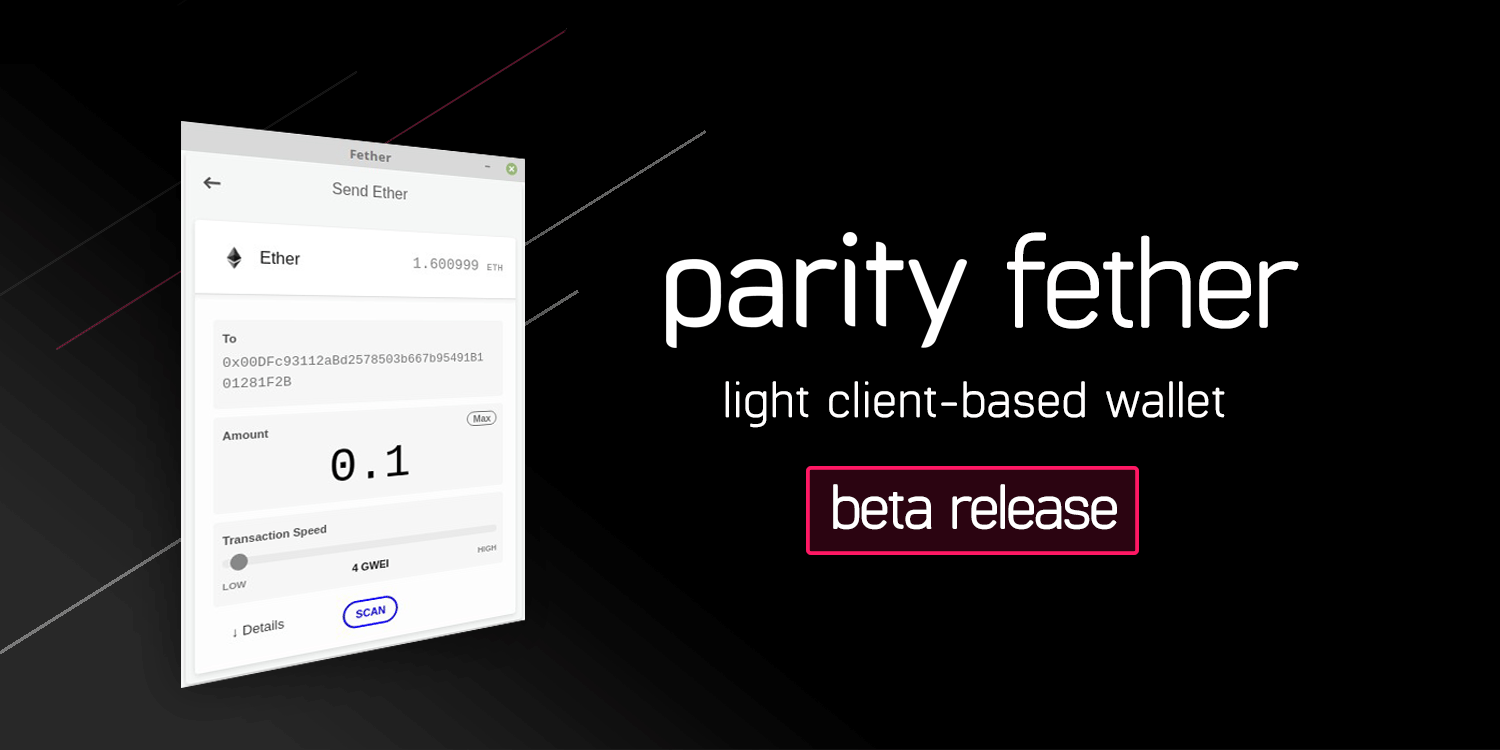 Fether
Send Ether
Ether 1.600999 ETH
To
0x00DFc93112aBd2578503b667b95491B1
01281F2B
Amount Max
0.1
Transaction Speed
LOW 4 GWEI HIGH
↓ Details SCAN
parity fether
light client-based wallet
beta release